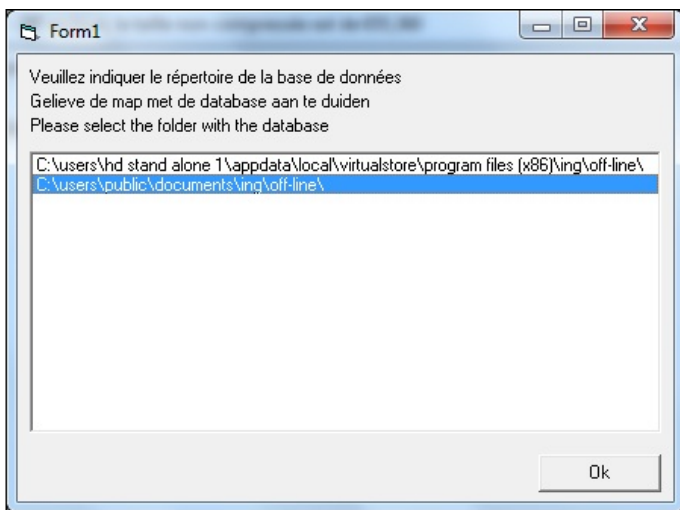 Form1
Veuillez indiquer le répertoire de la base de données
Gelieve de map met de database aan te duiden
Please select the folder with the database
C:\users\hd stand alone 1\appdata\local\virtualstore\program files (x86)\ing\off-line\
C:\users\public\documents\ing\off-line\
Ok